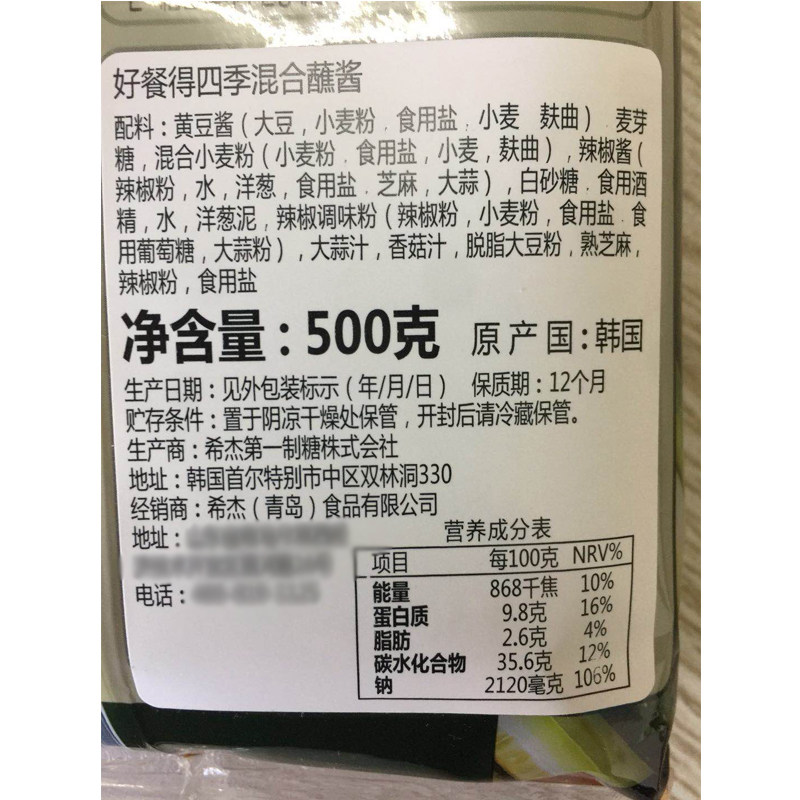 好餐得四季混合蘸酱
配料：黄豆酱（大豆，小麦粉．食用盐．小麦 麸曲） 麦芽
糖，混合小麦粉（小麦粉．食用盐，小麦，麸曲），辣椒酱（
辣椒粉，水，洋葱，食用盐．芝麻，大蒜），白砂糖．食用酒
精，水，洋葱泥，辣椒调味粉（辣椒粉，小麦粉，食用盐．食
用葡萄糖，大蒜粉），大蒜汁，香菇汁，脱脂大豆粉，熟芝麻，
辣椒粉，食用盐
净含量：500克 原产国：韩国
生产日期：见外包装标示（年/月/日） 保质期：12个月
贮存条件：置于阴凉干燥处保管，开封后请冷藏保管。
生产商：希杰第一制糖株式会社
地址：韩国首尔特别市中区双林洞330
经销商：希杰（青岛）食品有限公司
地址：
电话：
营养成分表
项目 每100克 NRV%
能量 868千焦 10%
蛋白质 9.8克 16%
脂肪 2.6克 4%
碳水化合物 35.6克 12%
钠 2120毫克 106%